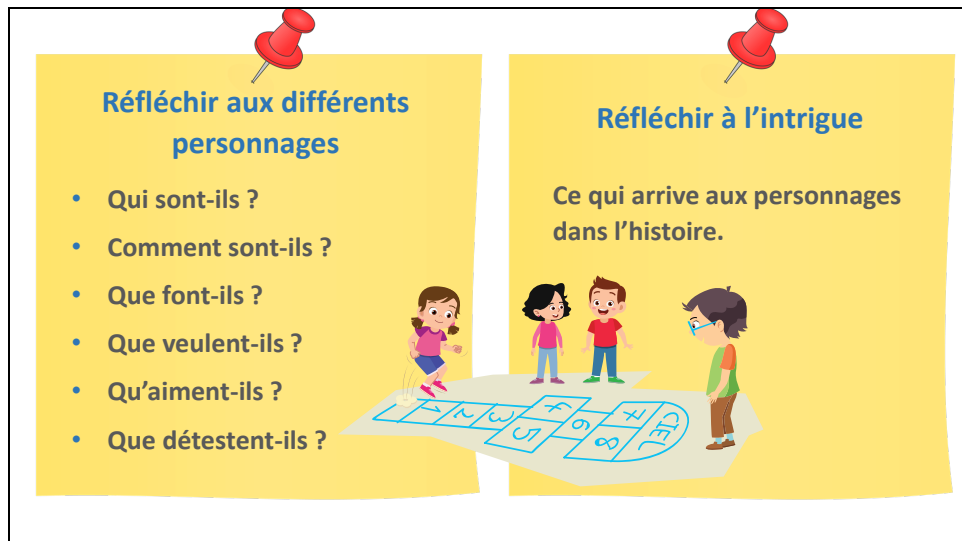 Réfléchir aux différents
personnages
• Qui sont-ils ?
• Comment sont-ils ?
• Que font-ils ?
• Que veulent-ils ?
• Qu’aiment-ils ?
• Que détestent-ils ?
Réfléchir à l’intrigue
Ce qui arrive aux personnages
dans l’histoire.
1 2 3 4 5 6 7 8 CIEL